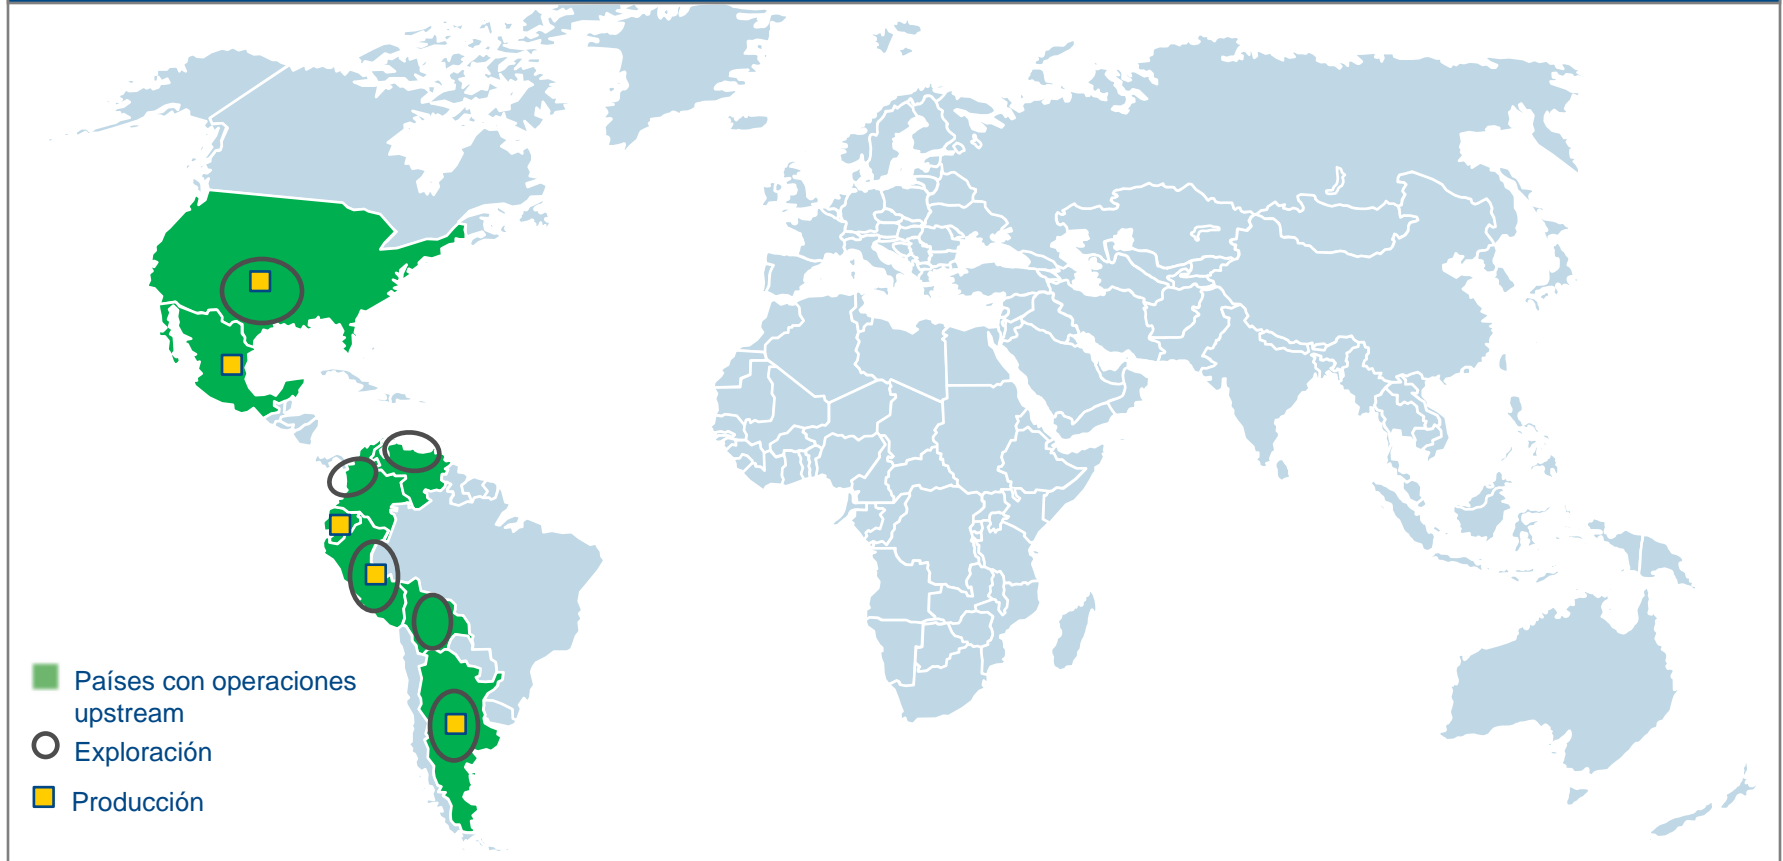 Países con operaciones
upstream
Exploración
Producción